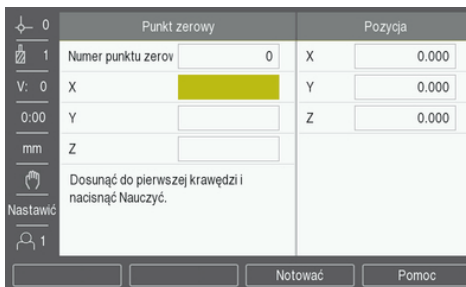 0
Punkt zerowy
Pozycja
1
Numer punktu zerow
0
X
0.000
V: 0
X
Y
0.000
0:00
Y
Z
0.000
mm
Z
Dosunąć do pierwszej krawędzi i
nacisnąć Nauczyć.
Nastawić
1
Notować
Pomoc